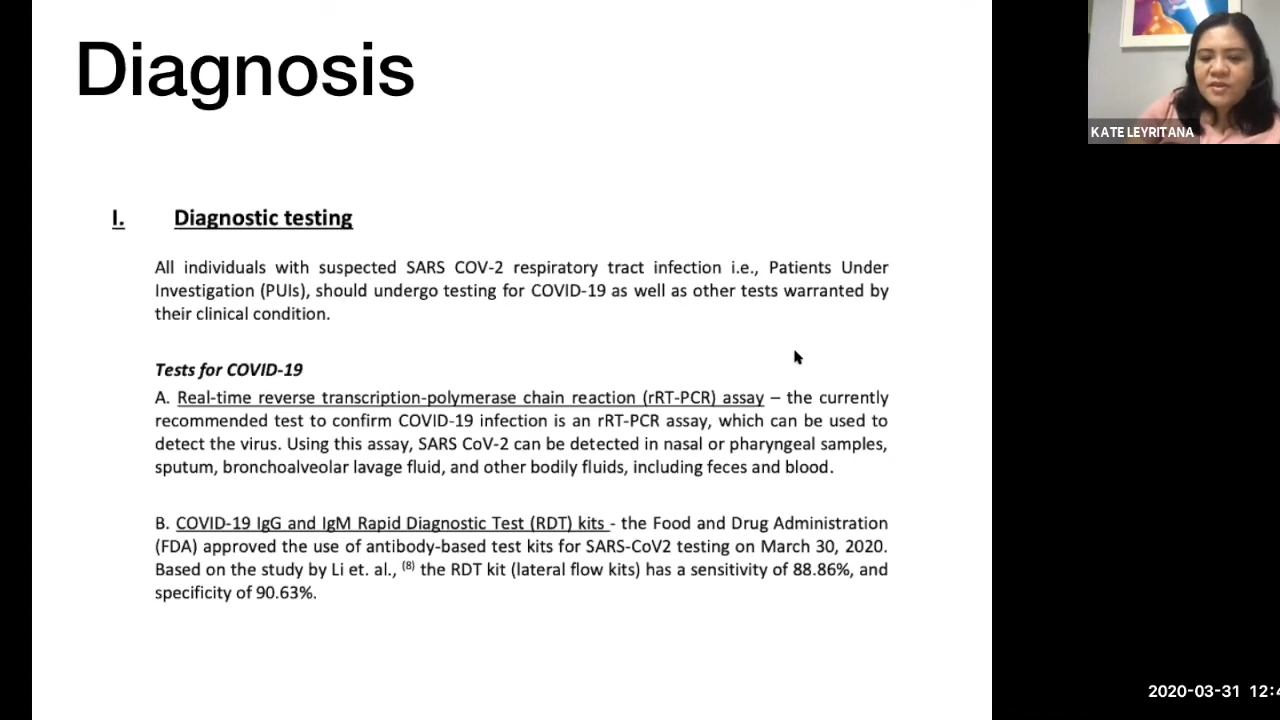 Diagnosis
KATE LEYRITANA
I. Diagnostic testing
All individuals with suspected SARS COV-2 respiratory tract infection i.e., Patients Under
Investigation (PUIs), should undergo testing for COVID-19 as well as other tests warranted by
their clinical condition.
Tests for COVID-19
A. Real-time reverse transcription-polymerase chain reaction (rRT-PCR) assay – the currently
recommended test to confirm COVID-19 infection is an rRT-PCR assay, which can be used to
detect the virus. Using this assay, SARS CoV-2 can be detected in nasal or pharyngeal samples,
sputum, bronchoalveolar lavage fluid, and other bodily fluids, including feces and blood.
B. COVID-19 IgG and IgM Rapid Diagnostic Test (RDT) kits - the Food and Drug Administration
(FDA) approved the use of antibody-based test kits for SARS-CoV2 testing on March 30, 2020.
Based on the study by Li et. al., (8) the RDT kit (lateral flow kits) has a sensitivity of 88.86%, and
specificity of 90.63%.
2020-03-31